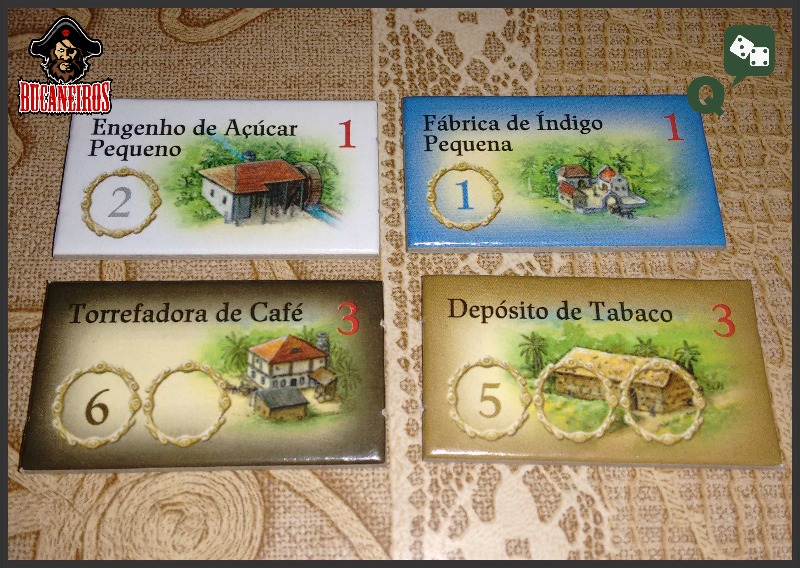 BUCANEIROS
Q
Engenho de Açúcar
Pequeno
1
2
Fábrica de Índigo
Pequena
1
1
Torrefadora de Café
3
6
Depósito de Tabaco
3
5